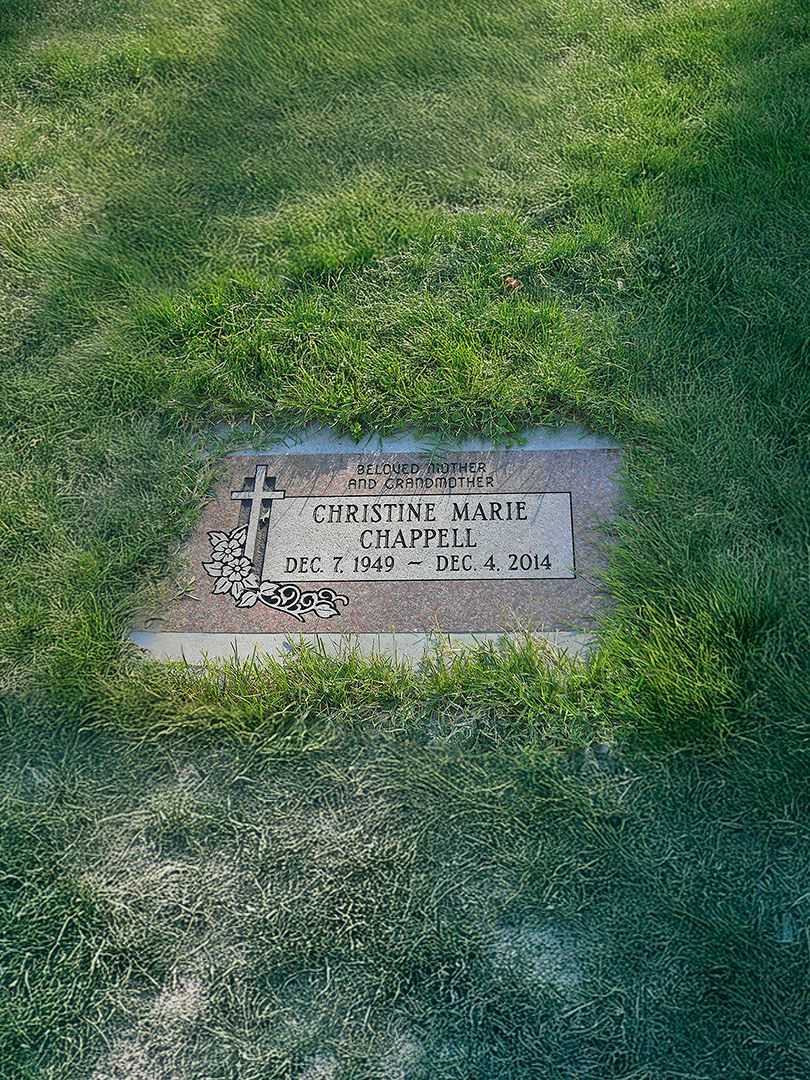 BELOVED MOTHER
AND GRANDMOTHER
CHRISTINE MARIE
CHAPPELL
DEC. 7, 1949 ~ DEC. 4, 2014